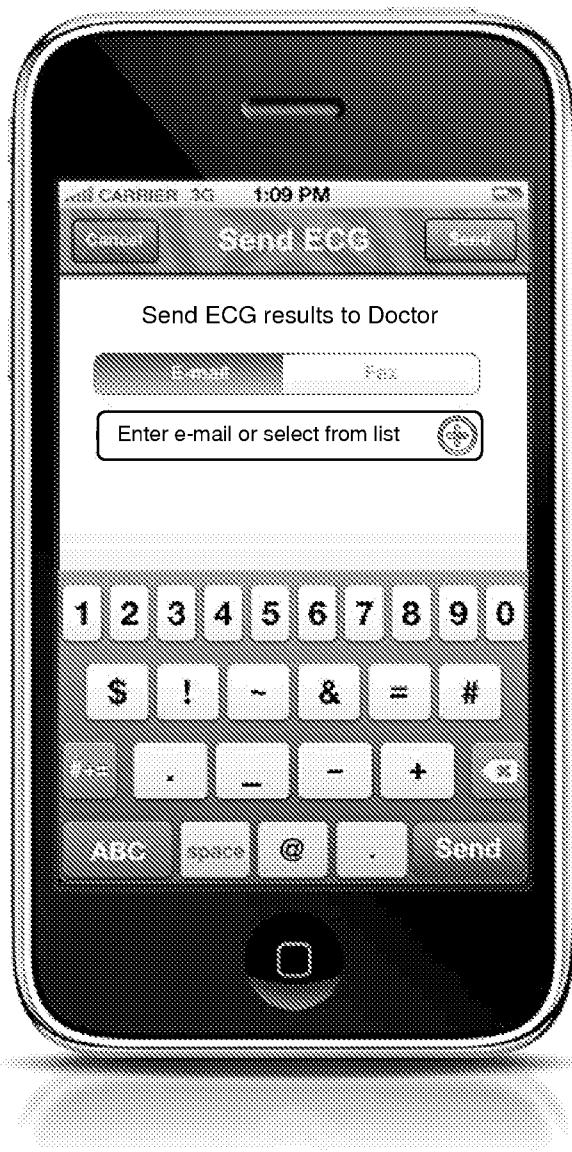 CARRIER 3G 1:09 PM
Cancel Send ECG Send
Send ECG results to Doctor
E-mail Fax
Enter e-mail or select from list
1 2 3 4 5 6 7 8 9 0
$ ! ~ & = #
#+= . _ - +
ABC space @ . Send